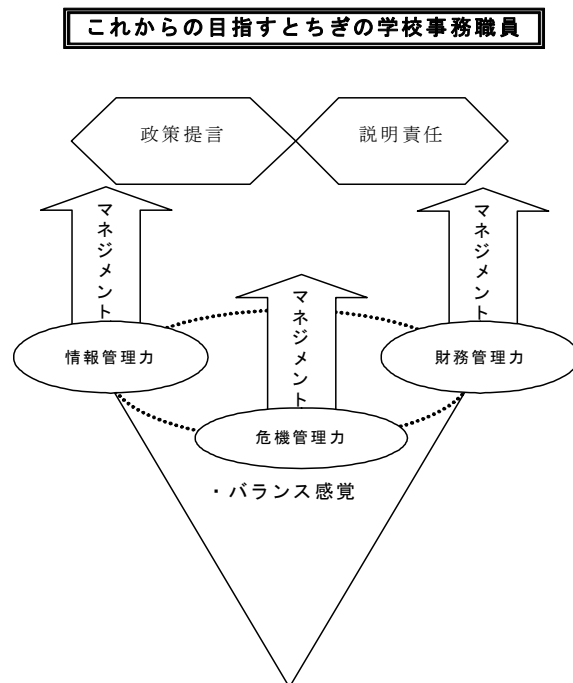 これからの目指すとちぎの学校事務職員
政策提言
説明責任
マネジメント
マネジメント
マネジメント
情報管理力
財務管理力
危機管理力
・バランス感覚